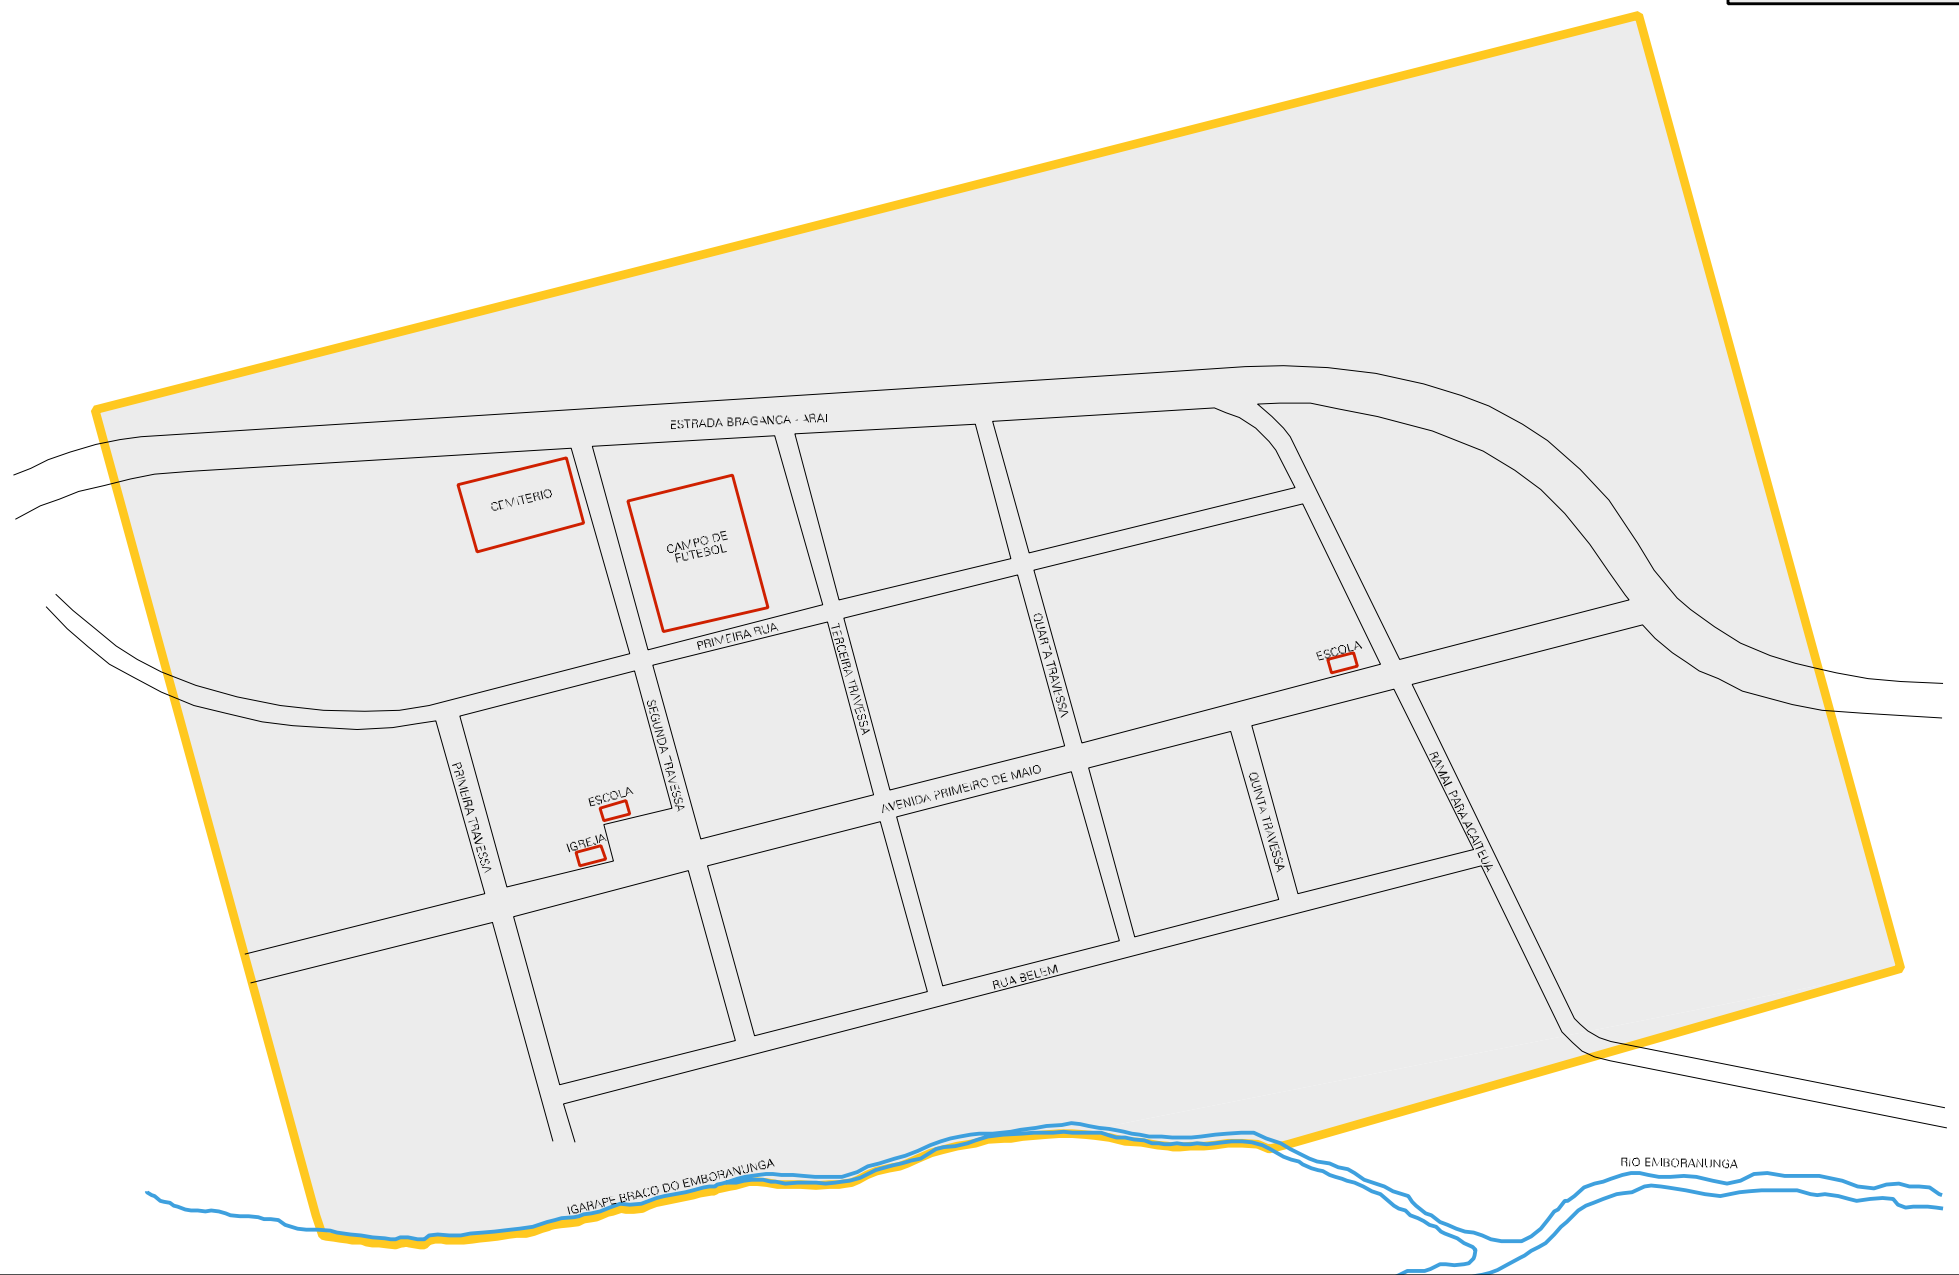 ESTRADA BRAGANCA - ARAI
CEMITERIO
CAMPO DE
FUTEBOL
PRIMEIRA RUA
TERCEIRA TRAVESSA
QUARTA TRAVESSA
ESCOLA
SEGUNDA TRAVESSA
PRIMEIRA TRAVESSA
ESCOLA
IGREJA
AVENIDA PRIMEIRO DE MAIO
QUINTA TRAVESSA
RAMAL PARA ACAITEUA
RUA BELEM
IGARAPE BRACO DO EMBORANUNGA
RIO EMBORANUNGA